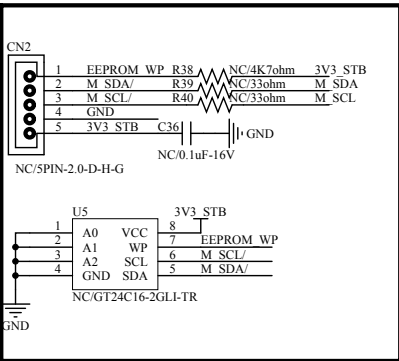 CN2
1 EEPROM_WP R38 NC/4K7ohm 3V3_STB
2 M_SDA/ R39 NC/33ohm M_SDA
3 M_SCL/ R40 NC/33ohm M_SCL
4 GND
5 3V3_STB C36 GND
NC/0.1uF-16V
NC/5PIN-2.0-D-H-G
U5 3V3_STB
1 A0 VCC 8
2 A1 WP 7 EEPROM_WP
3 A2 SCL 6 M_SCL/
4 GND SDA 5 M_SDA/
NC/GT24C16-2GLI-TR
GND